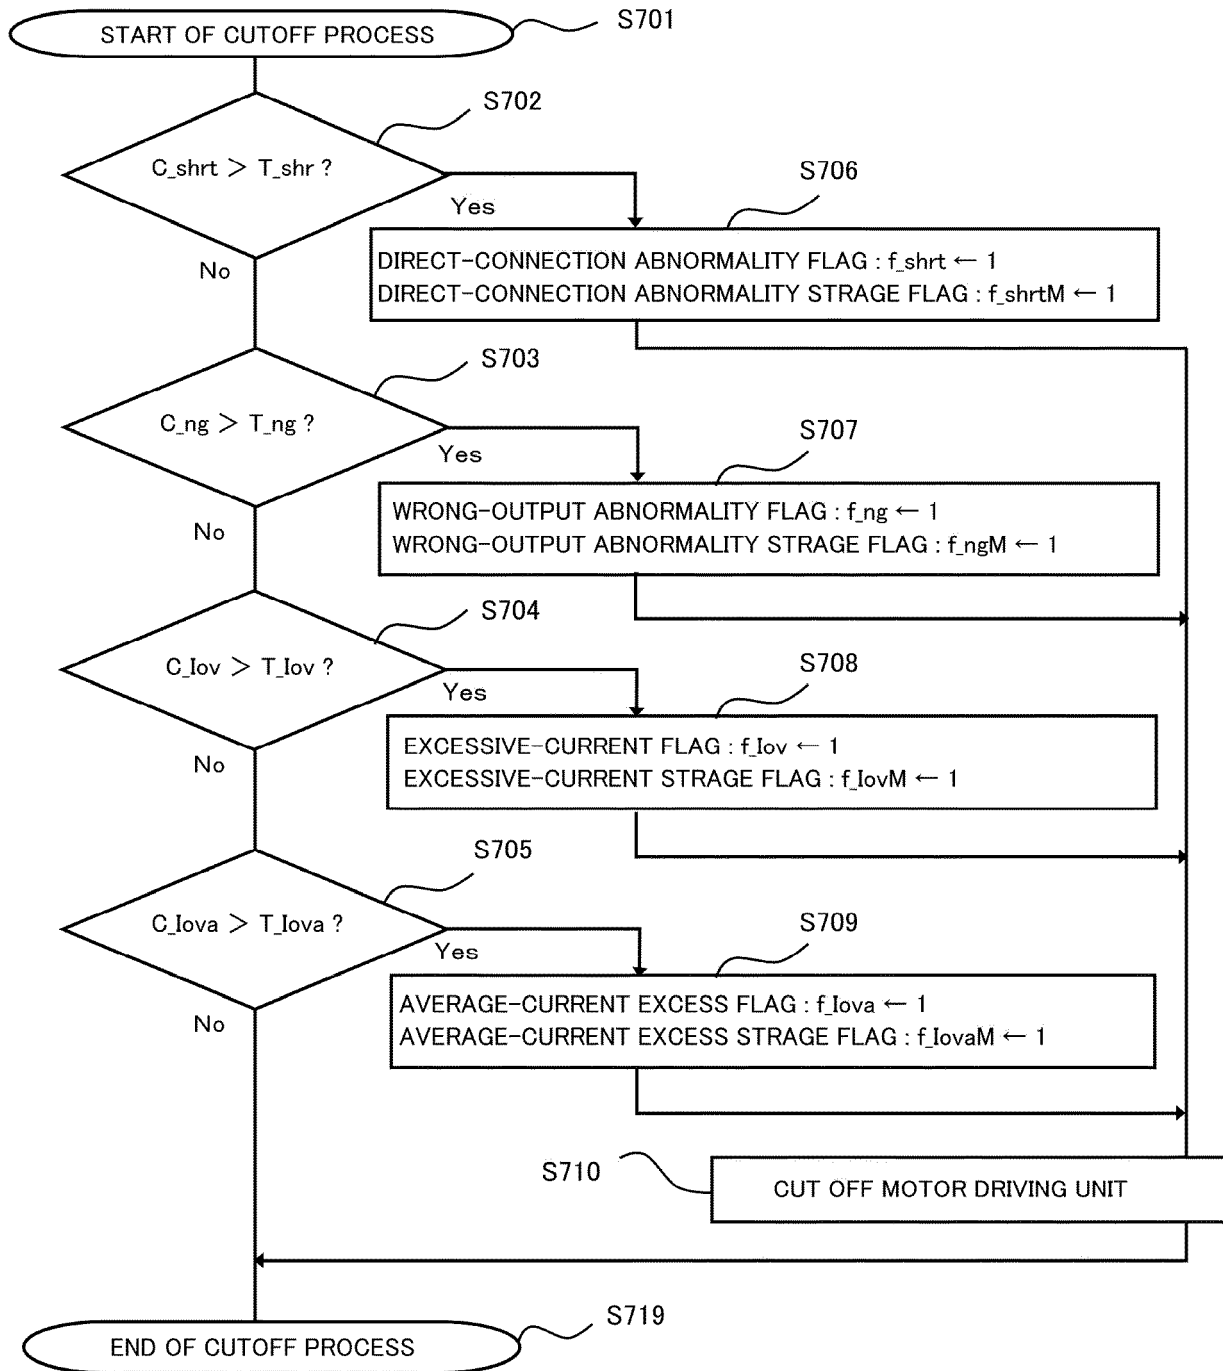 START OF CUTOFF PROCESS
S701
S702
C_shrt > T_shr ?
Yes
No
S706
DIRECT-CONNECTION ABNORMALITY FLAG : f_shrt ← 1
DIRECT-CONNECTION ABNORMALITY STRAGE FLAG : f_shrtM ← 1
S703
C_ng > T_ng ?
Yes
No
S707
WRONG-OUTPUT ABNORMALITY FLAG : f_ng ← 1
WRONG-OUTPUT ABNORMALITY STRAGE FLAG : f_ngM ← 1
S704
C_Iov > T_Iov ?
Yes
No
S708
EXCESSIVE-CURRENT FLAG : f_Iov ← 1
EXCESSIVE-CURRENT STRAGE FLAG : f_IovM ← 1
S705
C_Iova > T_Iova ?
Yes
No
S709
AVERAGE-CURRENT EXCESS FLAG : f_Iova ← 1
AVERAGE-CURRENT EXCESS STRAGE FLAG : f_IovaM ← 1
S710
CUT OFF MOTOR DRIVING UNIT
S719
END OF CUTOFF PROCESS